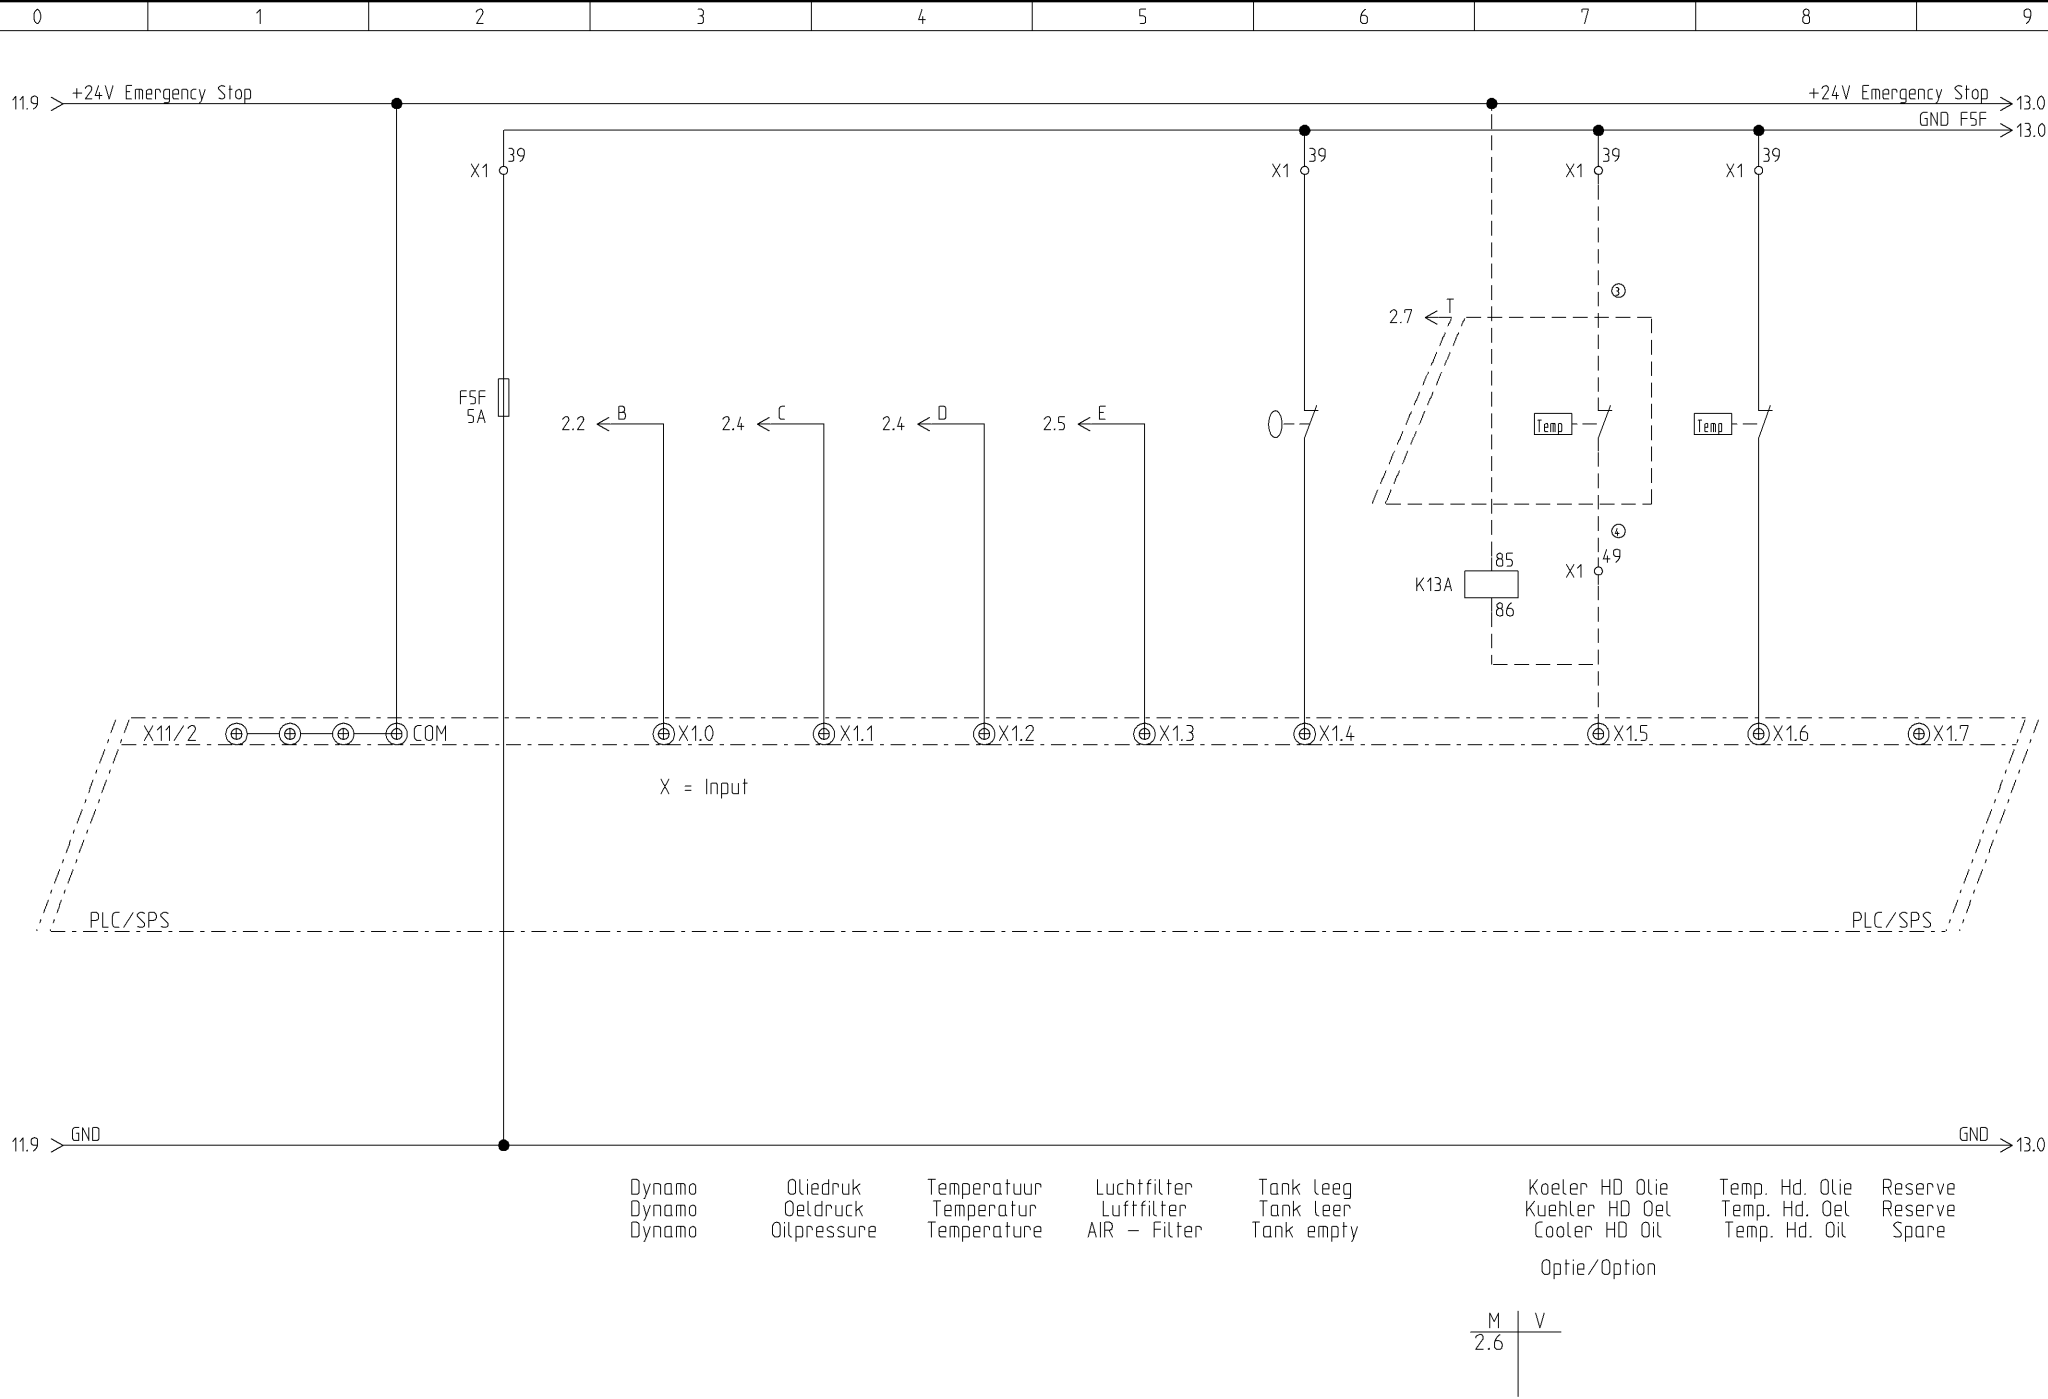 0 1 2 3 4 5 6 7 8 9
11.9 +24V Emergency Stop +24V Emergency Stop 13.0
GND F5F 13.0
39 39 39 39
X1 X1 X1 X1
3
2.7 T
F5F
5A
2.2 B 2.4 C 2.4 D 2.5 E
Temp Temp
4
85 49
K13A X1
86
X11/2 COM X1.0 X1.1 X1.2 X1.3 X1.4 X1.5 X1.6 X1.7
X = Input
PLC/SPS PLC/SPS
11.9 GND GND 13.0
Dynamo Oliedruk Temperatuur Luchtfilter Tank leeg Koeler HD Olie Temp. Hd. Olie Reserve
Dynamo Oeldruck Temperatur Luftfilter Tank leer Kuehler HD Oel Temp. Hd. Oel Reserve
Dynamo Oilpressure Temperature AIR - Filter Tank empty Cooler HD Oil Temp. Hd. Oil Spare
Optie/Option
M V
2.6